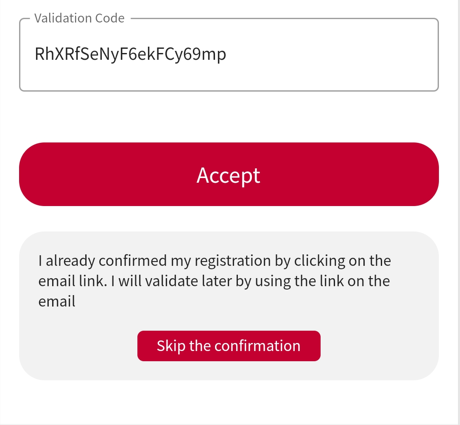 Validation Code
RhXRfSeNyF6ekFCy69mp
Accept
I already confirmed my registration by clicking on the
email link. I will validate later by using the link on the
email
Skip the confirmation